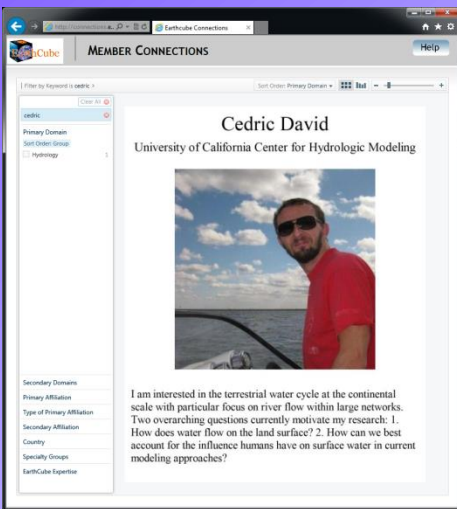 http://connections.e
Earthcube Connections
Cube
MEMBER CONNECTIONS
Help
Filter by Keyword is cedric
Sort Order: Primary Domain
Clear All
cedric
Primary Domain
Sort Order: Group
Hydrology 1
Secondary Domains
Primary Affiliation
Type of Primary Affiliation
Secondary Affiliation
Country
Specialty Groups
EarthCube Expertise
Cedric David
University of California Center for Hydrologic Modeling
I am interested in the terrestrial water cycle at the continental
scale with particular focus on river flow within large networks.
Two overarching questions currently motivate my research: 1.
How does water flow on the land surface? 2. How can we best
account for the influence humans have on surface water in current
modeling approaches?